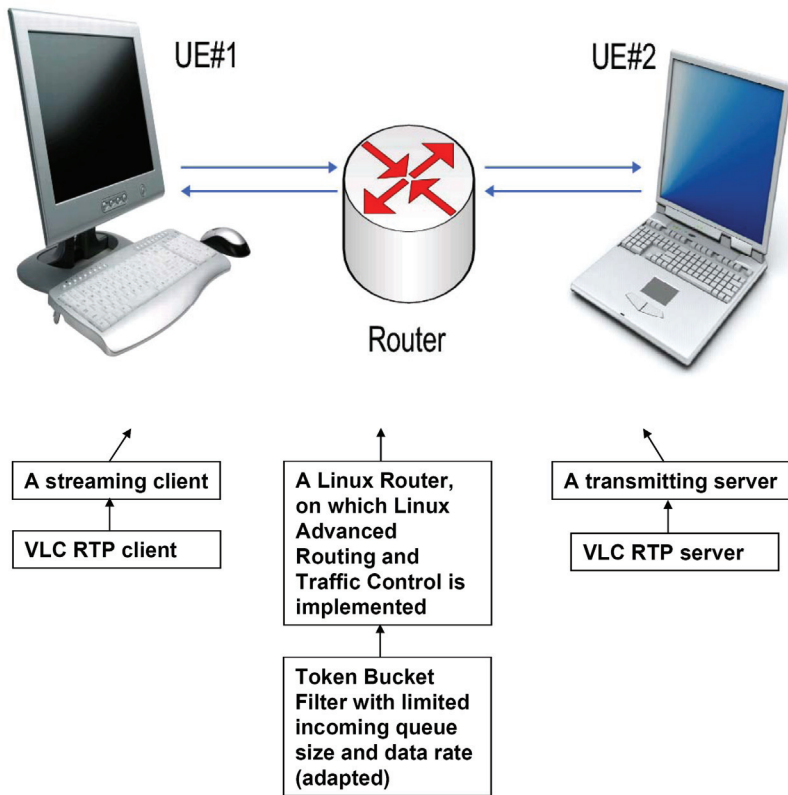 UE#1
UE#2
Router
A streaming client
VLC RTP client
A Linux Router,
on which Linux
Advanced
Routing and
Traffic Control is
implemented
Token Bucket
Filter with limited
incoming queue
size and data rate
(adapted)
A transmitting server
VLC RTP server